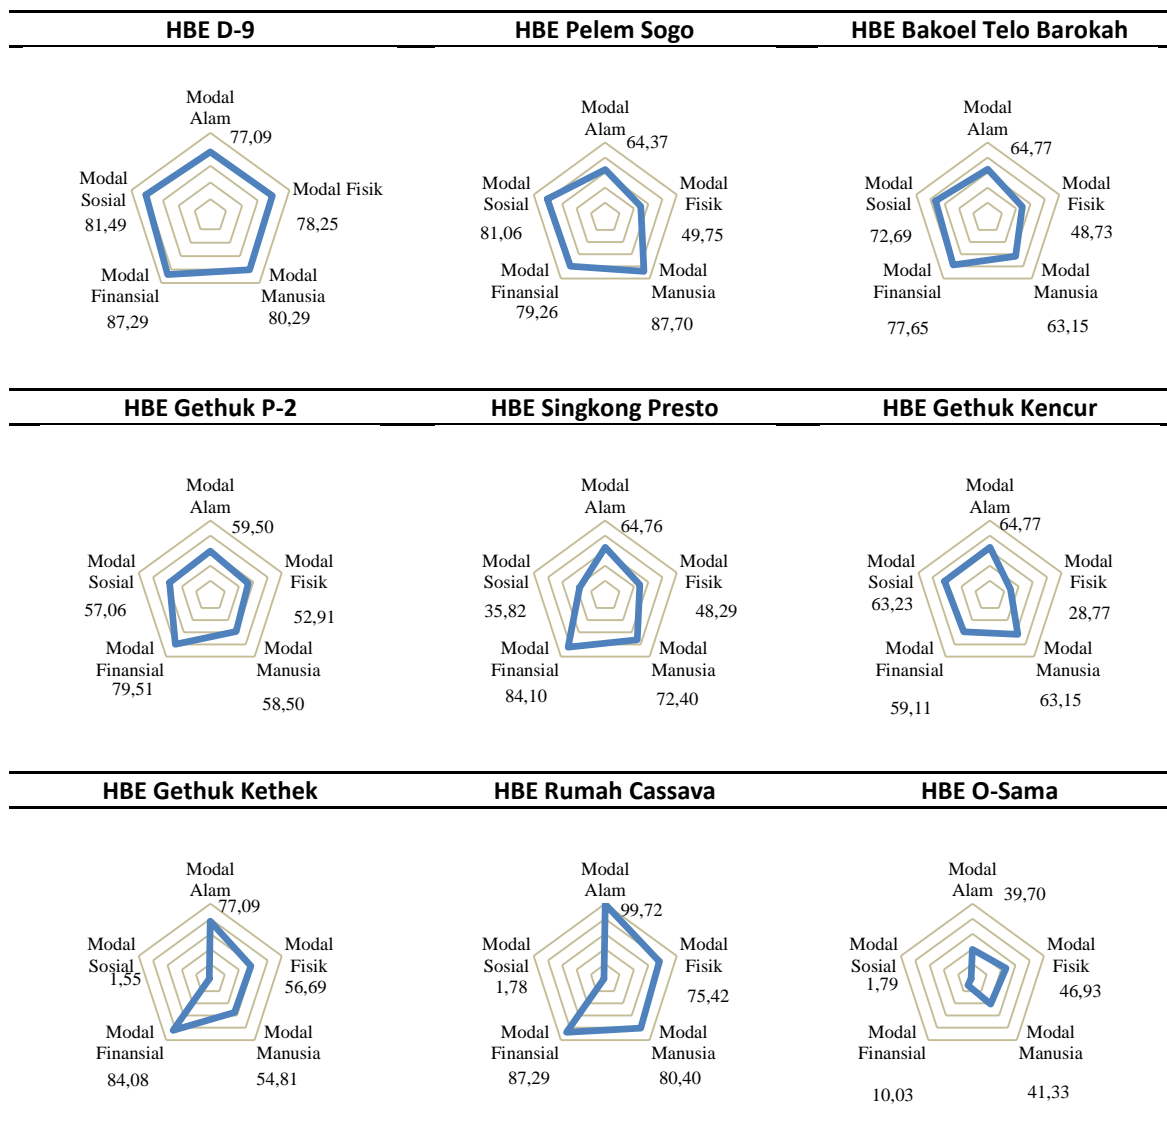 HBE D-9
HBE Pelem Sogo
HBE Bakoel Telo Barokah
Modal
Alam
77,09
Modal Fisik
78,25
Modal
Manusia
80,29
Modal
Finansial
87,29
Modal
Sosial
81,49
Modal
Alam
64,37
Modal
Fisik
49,75
Modal
Manusia
87,70
Modal
Finansial
79,26
Modal
Sosial
81,06
Modal
Alam
64,77
Modal
Fisik
48,73
Modal
Manusia
63,15
Modal
Finansial
77,65
Modal
Sosial
72,69
HBE Gethuk P-2
HBE Singkong Presto
HBE Gethuk Kencur
Modal
Alam
59,50
Modal
Fisik
52,91
Modal
Manusia
58,50
Modal
Finansial
79,51
Modal
Sosial
57,06
Modal
Alam
64,76
Modal
Fisik
48,29
Modal
Manusia
72,40
Modal
Finansial
84,10
Modal
Sosial
35,82
Modal
Alam
64,77
Modal
Fisik
28,77
Modal
Manusia
63,15
Modal
Finansial
59,11
Modal
Sosial
63,23
HBE Gethuk Kethek
HBE Rumah Cassava
HBE O-Sama
Modal
Alam
77,09
Modal
Fisik
56,69
Modal
Manusia
54,81
Modal
Finansial
84,08
Modal
Sosial
1,55
Modal
Alam
99,72
Modal
Fisik
75,42
Modal
Manusia
80,40
Modal
Finansial
87,29
Modal
Sosial
1,78
Modal
Alam
39,70
Modal
Fisik
46,93
Modal
Manusia
41,33
Modal
Finansial
10,03
Modal
Sosial
1,79